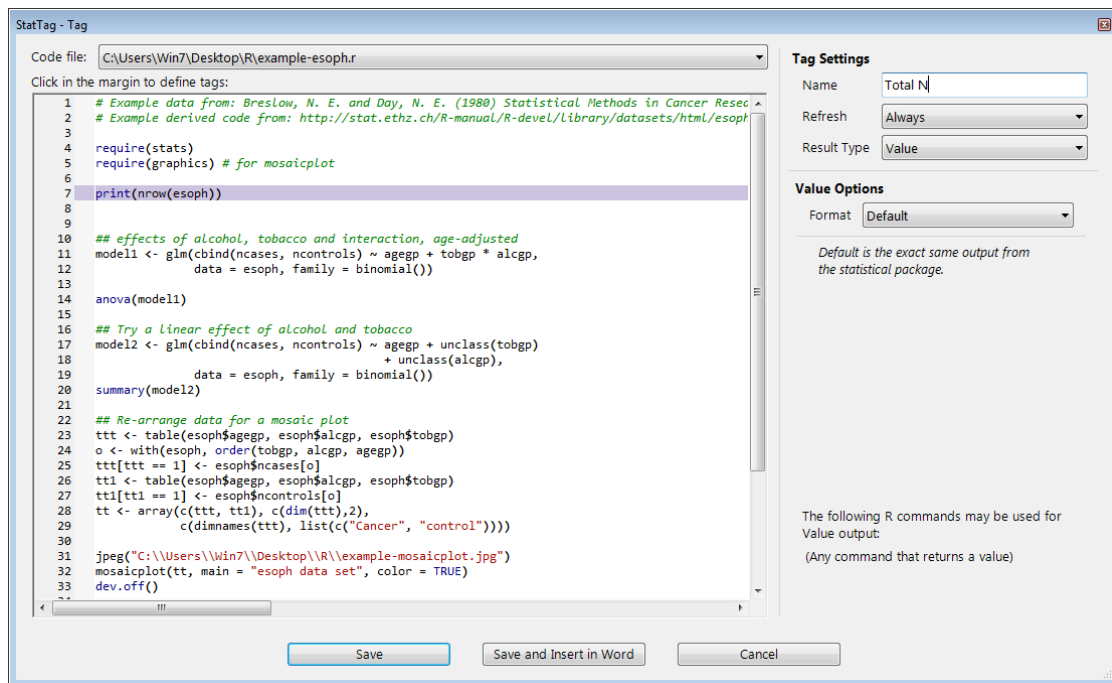 StatTag - Tag
Code file: C:\Users\Win7\Desktop\R\example-esoph.r
Click in the margin to define tags:
1 # Example data from: Breslow, N. E. and Day, N. E. (1980) Statistical Methods in Cancer Resea
2 # Example derived code from: http://stat.ethz.ch/R-manual/R-devel/library/datasets/html/esoph
3
4 require(stats)
5 require(graphics) # for mosaicplot
6
7 print(nrow(esoph))
8
9
10 ## effects of alcohol, tobacco and interaction, age-adjusted
11 model1 <- glm(cbind(ncases, ncontrols) ~ agegp + tobgp * alcgp,
12 data = esoph, family = binomial())
13
14 anova(model1)
15
16 ## Try a linear effect of alcohol and tobacco
17 model2 <- glm(cbind(ncases, ncontrols) ~ agegp + unclass(tobgp)
18 + unclass(alcgp),
19 data = esoph, family = binomial())
20 summary(model2)
21
22 ## Re-arrange data for a mosaic plot
23 ttt <- table(esoph$agegp, esoph$alcgp, esoph$tobgp)
24 o <- with(esoph, order(tobgp, alcgp, agegp))
25 ttt[ttt == 1] <- esoph$ncases[o]
26 tt1 <- table(esoph$agegp, esoph$alcgp, esoph$tobgp)
27 tt1[tt1 == 1] <- esoph$ncontrols[o]
28 tt <- array(c(ttt, tt1), c(dim(ttt),2),
29 c(dimnames(ttt), list(c("Cancer", "control"))))
30
31 jpeg("C:\\Users\\Win7\\Desktop\\R\\example-mosaicplot.jpg")
32 mosaicplot(tt, main = "esoph data set", color = TRUE)
33 dev.off()
Tag Settings
Name Total N
Refresh Always
Result Type Value
Value Options
Format Default
Default is the exact same output from
the statistical package.
The following R commands may be used for
Value output:
(Any command that returns a value)
Save
Save and Insert in Word
Cancel